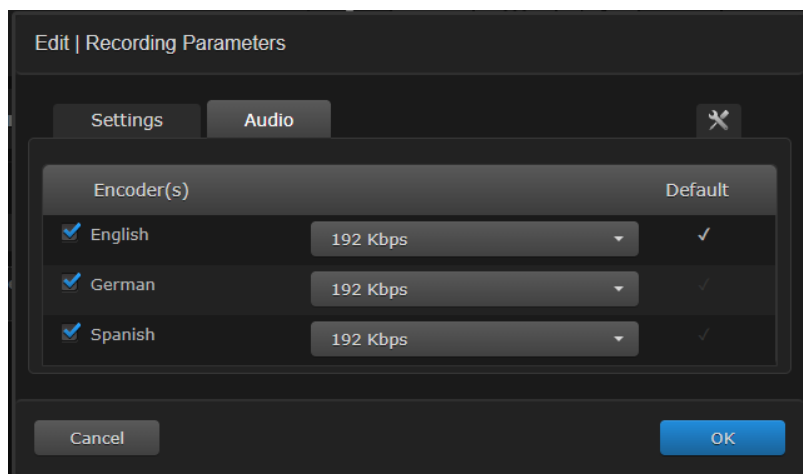 Edit | Recording Parameters
Settings Audio
Encoder(s) Default
English 192 Kbps
German 192 Kbps
Spanish 192 Kbps
Cancel OK